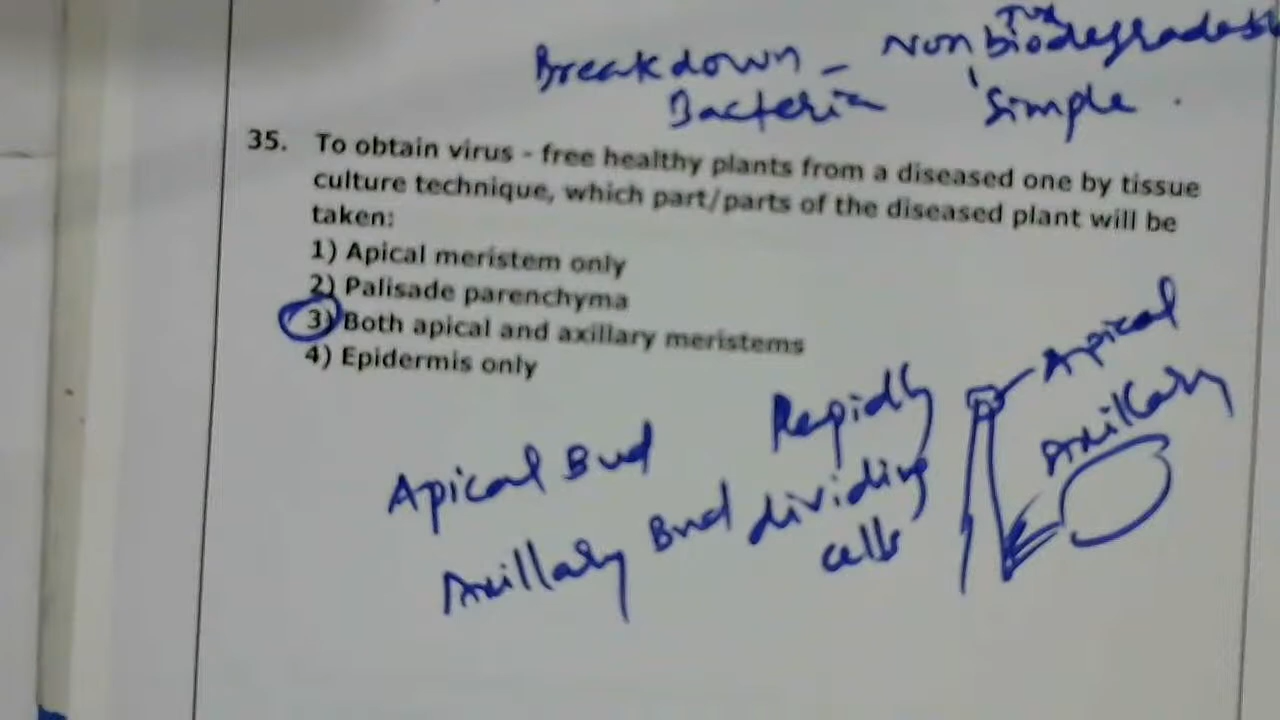 Breakdown - Non biodegradable
Bacteria Simple.
35. To obtain virus - free healthy plants from a diseased one by tissue
culture technique, which part/parts of the diseased plant will be
taken:
1) Apical meristem only
2) Palisade parenchyma
3) Both apical and axillary meristems
4) Epidermis only
Apical
Axillary
Apical Bud
Axillary Bud
Rapidly
dividing
cells